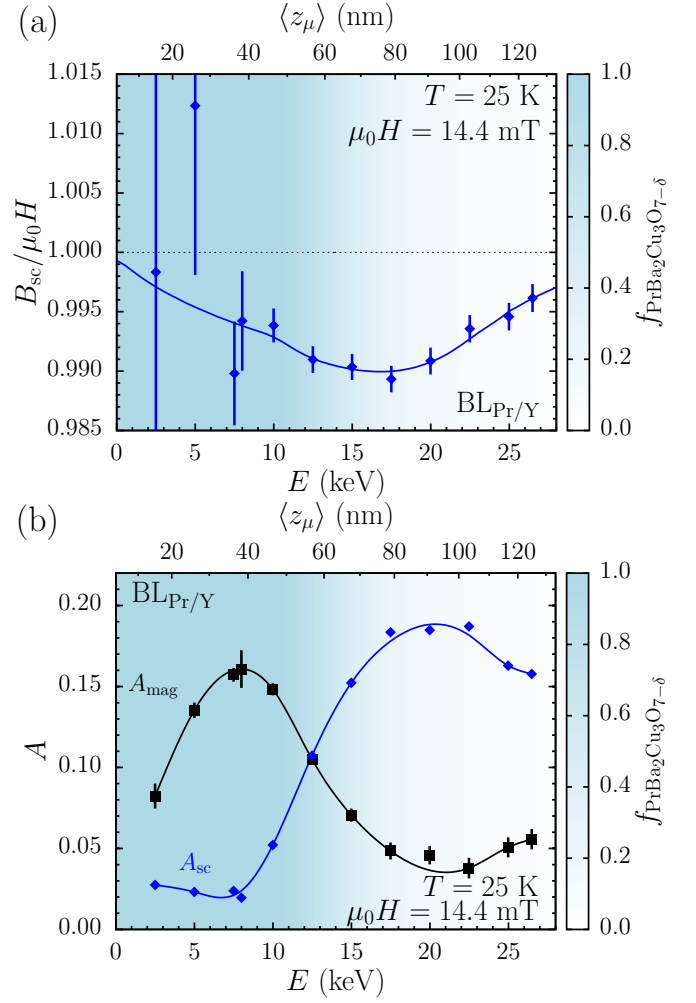 (a)
⟨z_μ⟩ (nm)
20 40 60 80 100 120
1.015
1.010
1.005
1.000
0.995
0.990
0.985
B_sc/μ_0H
T = 25 K
μ_0H = 14.4 mT
BL_Pr/Y
0 5 10 15 20 25
E (keV)
1.0
0.8
0.6
0.4
0.2
0.0
f_PrBa_2Cu_3O_7−δ
(b)
⟨z_μ⟩ (nm)
20 40 60 80 100 120
0.20
0.15
0.10
0.05
0.00
A
BL_Pr/Y
A_mag
A_sc
T = 25 K
μ_0H = 14.4 mT
0 5 10 15 20 25
E (keV)
1.0
0.8
0.6
0.4
0.2
0.0
f_PrBa_2Cu_3O_7−δ